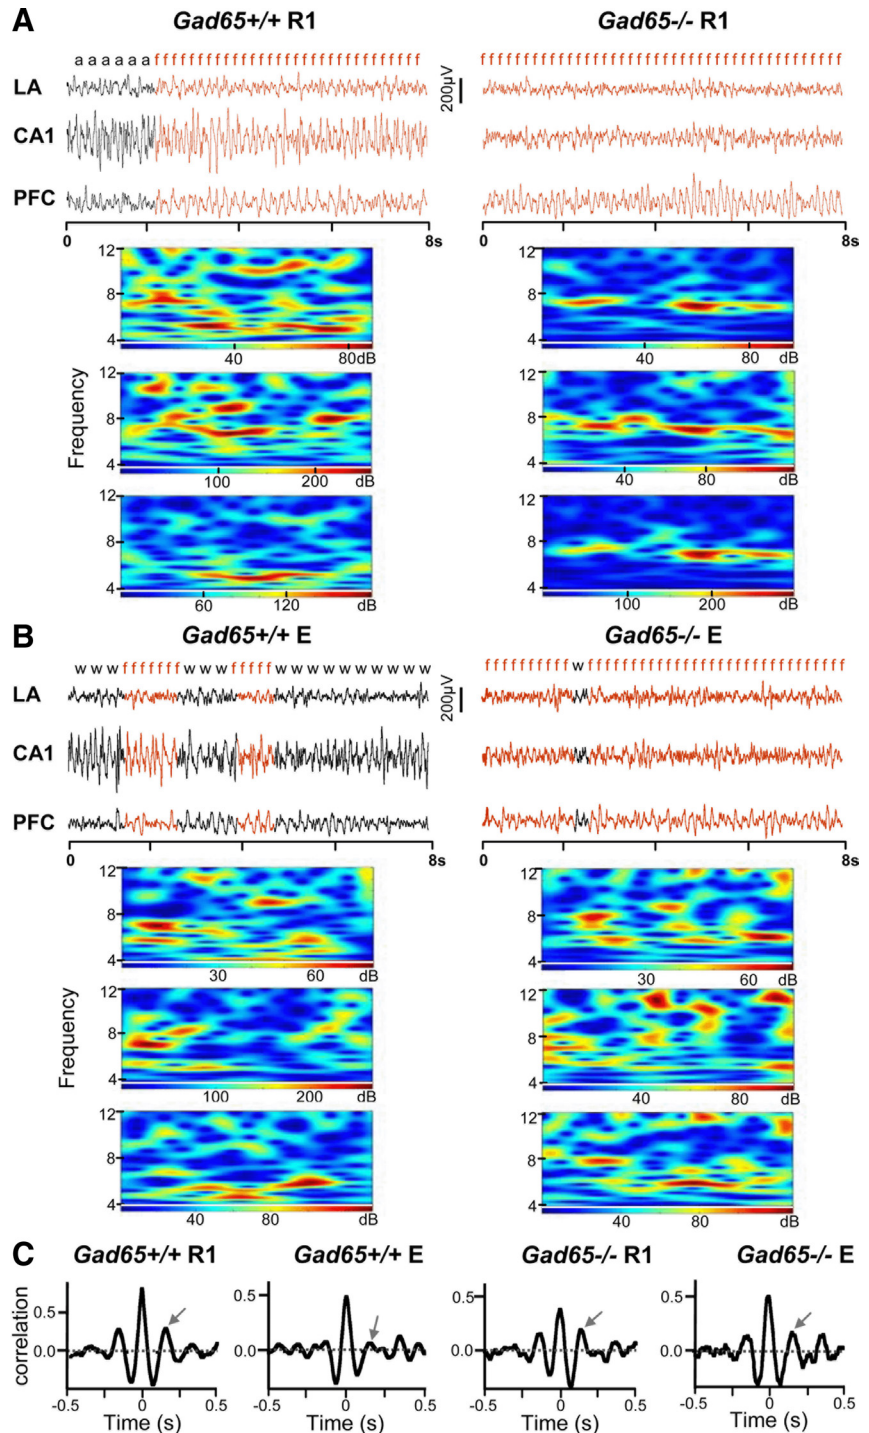 A
Gad65+/+ R1
Gad65-/- R1
a a a a a a f f f f f f f f f f f f f f f f f f f f f f f f f f f f f f
f f f f f f f f f f f f f f f f f f f f f f f f f f f f f f f f f f f f f f f f f
LA
CA1
PFC
200µV
0 8s
0 8s
Frequency
12
8
4
40 80dB
12
8
4
40 80 dB
12
8
4
100 200 dB
12
8
4
40 80 dB
12
8
4
60 120 dB
12
8
4
100 200 dB
B
Gad65+/+ E
Gad65-/- E
w w w f f f f f f w w w f f f f f w w w w w w w w w w
f f f f f f f f f f w f f f f f f f f f f f f f f f f f f f f f f f f f f f f f
LA
CA1
PFC
200µV
0 8s
0 8s
Frequency
12
8
4
30 60 dB
12
8
4
30 60 dB
12
8
4
100 200 dB
12
8
4
40 80 dB
12
8
4
40 80 dB
12
8
4
40 80 dB
C
Gad65+/+ R1
Gad65+/+ E
Gad65-/- R1
Gad65-/- E
correlation
0.5
0.0
-0.5 0 0.5
Time (s)
0.5
0.0
-0.5 0 0.5
Time (s)
0.5
0.0
-0.5 0 0.5
Time (s)
0.5
0.0
-0.5 0 0.5
Time (s)